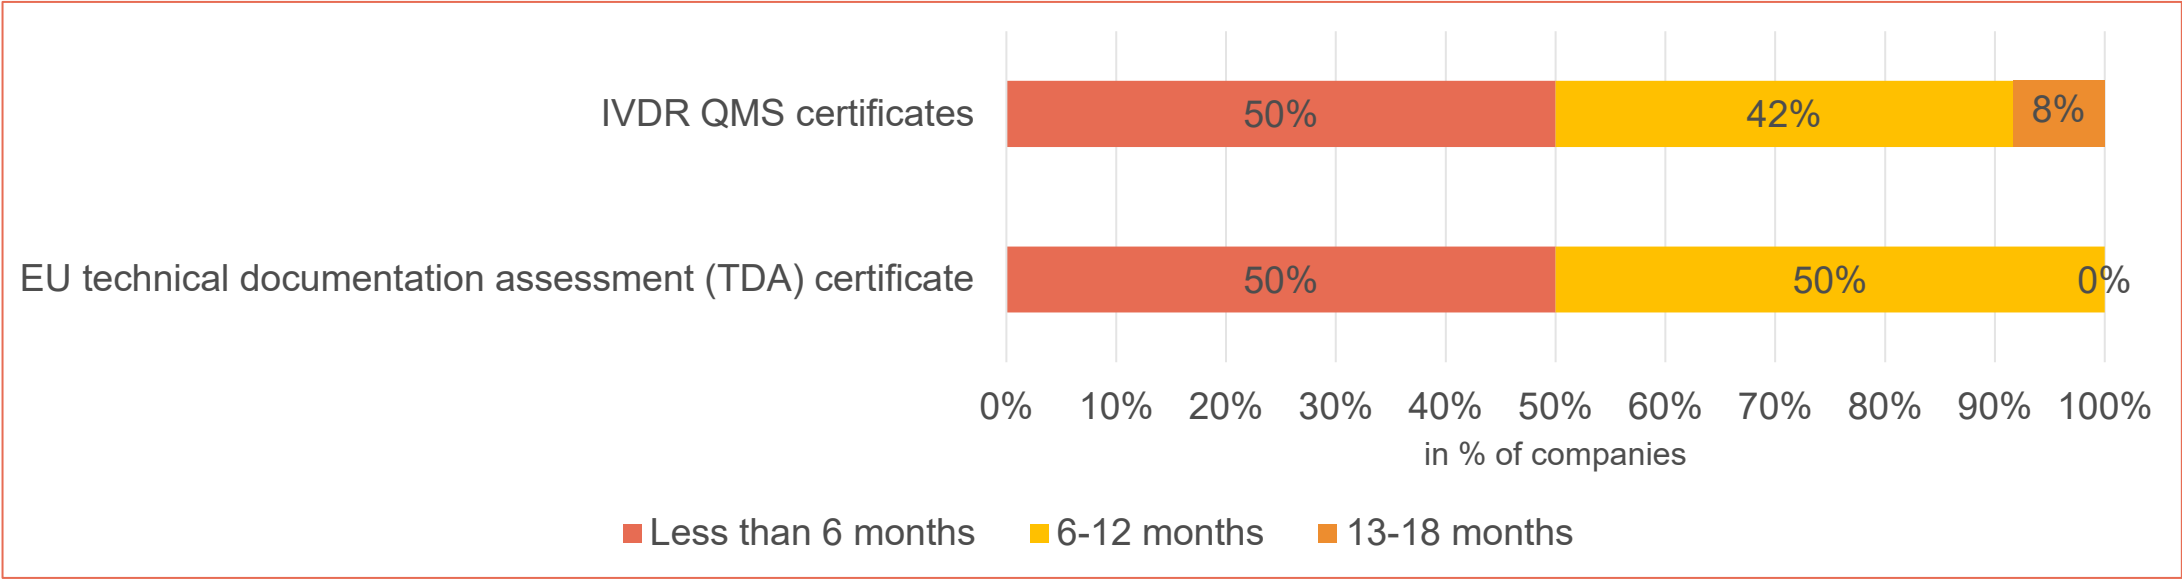 IVDR QMS certificates 50% 42% 8%
EU technical documentation assessment (TDA) certificate 50% 50% 0%
0% 10% 20% 30% 40% 50% 60% 70% 80% 90% 100%
in % of companies
Less than 6 months 6-12 months 13-18 months